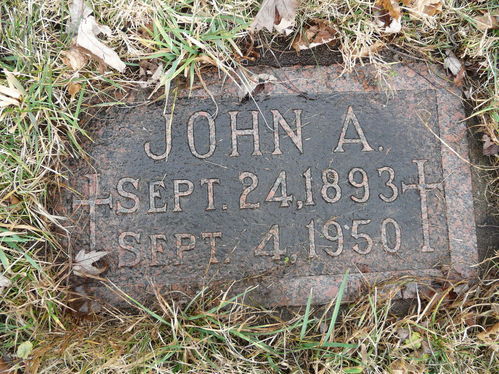 JOHN A.
SEPT. 24, 1893
SEPT. 4, 1950